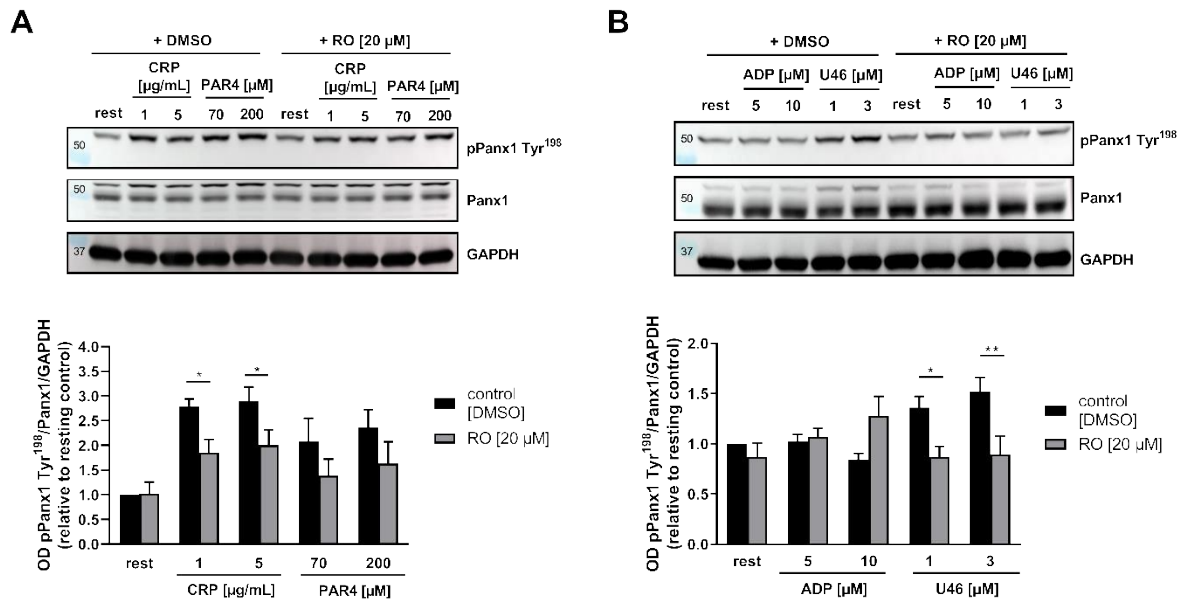 A
+ DMSO
+ RO [20 µM]
CRP
[µg/mL]
PAR4 [µM]
CRP
[µg/mL]
PAR4 [µM]
rest 1 5 70 200 rest 1 5 70 200
50
pPanx1 Tyr198
50
Panx1
37
GAPDH
OD pPanx1 Tyr198/Panx1/GAPDH
(relative to resting control)
4.0
3.5
3.0
2.5
2.0
1.5
1.0
0.5
0.0
*
*
control
[DMSO]
RO [20 µM]
rest 1 5 70 200
CRP [µg/mL] PAR4 [µM]
B
+ DMSO
+ RO [20 µM]
ADP [µM] U46 [µM] ADP [µM] U46 [µM]
rest 5 10 1 3 rest 5 10 1 3
50
pPanx1 Tyr198
50
Panx1
37
GAPDH
OD pPanx1 Tyr198/Panx1/GAPDH
(relative to resting control)
2.0
1.5
1.0
0.5
0.0
*
**
control
[DMSO]
RO [20 µM]
rest 5 10 1 3
ADP [µM] U46 [µM]